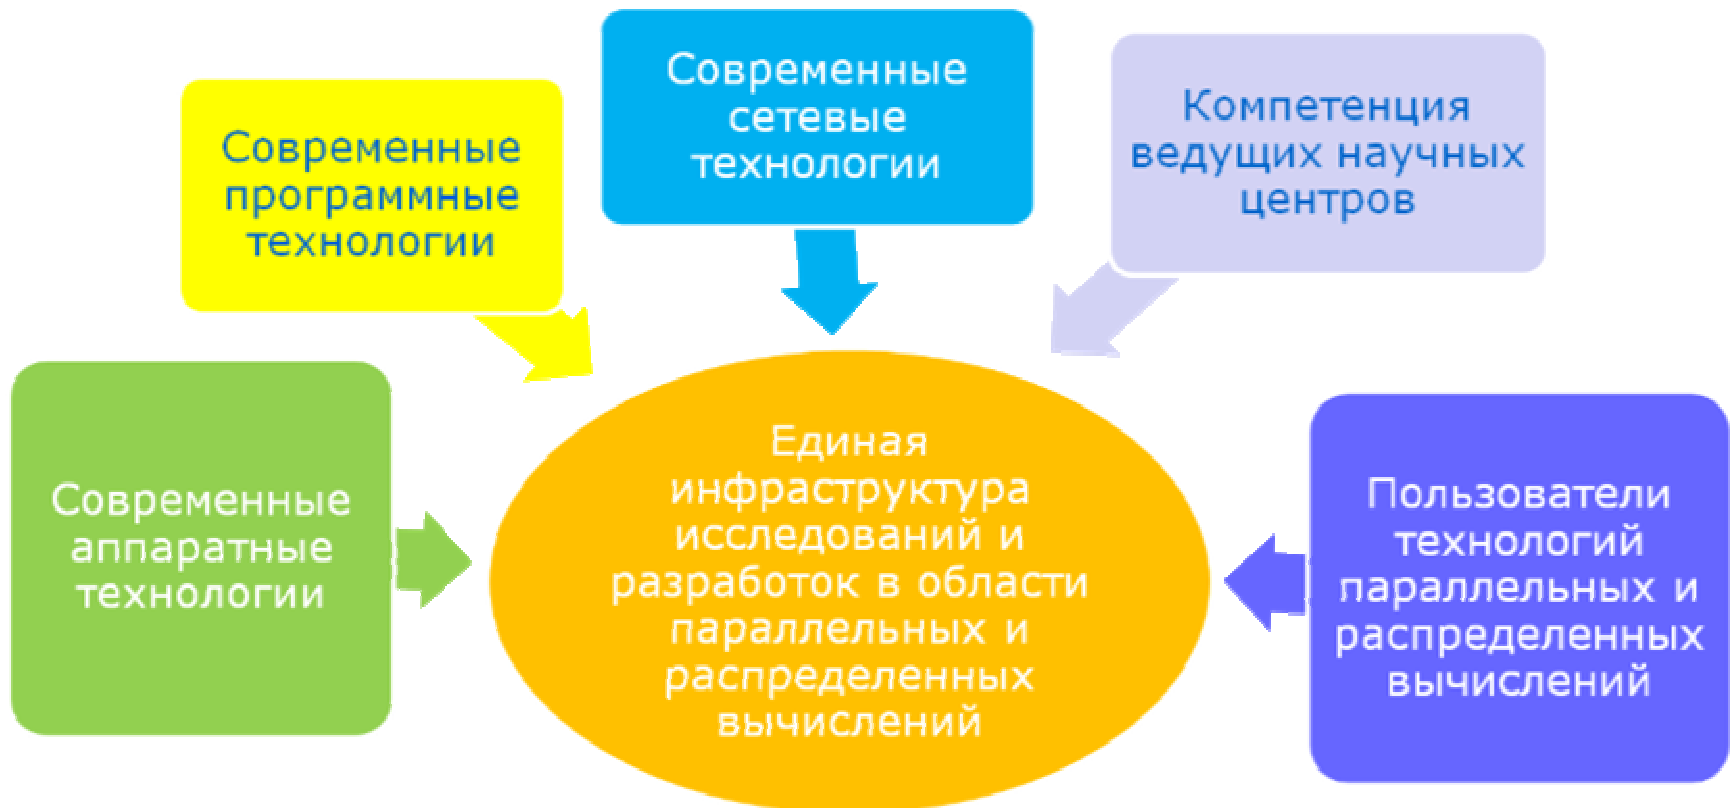 Современные
сетевые
технологии
Компетенция
ведущих научных
центров
Современные
программные
технологии
Современные
аппаратные
технологии
Единая
инфраструктура
исследований и
разработок в области
параллельных и
распределенных
вычислений
Пользователи
технологий
параллельных и
распределенных
вычислений